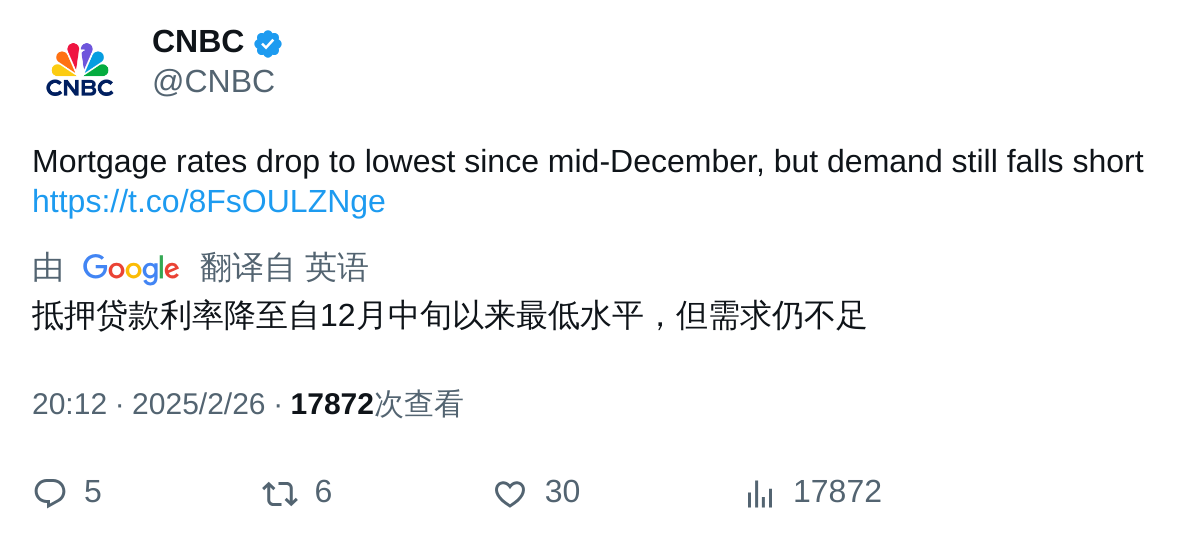 CNBC
CNBC
@CNBC
Mortgage rates drop to lowest since mid-December, but demand still falls short
https://t.co/8FsOULZNge
由 Google 翻译自 英语
抵押贷款利率降至自12月中旬以来最低水平，但需求仍不足
20:12 · 2025/2/26 · 17872次查看
5 6 30 17872